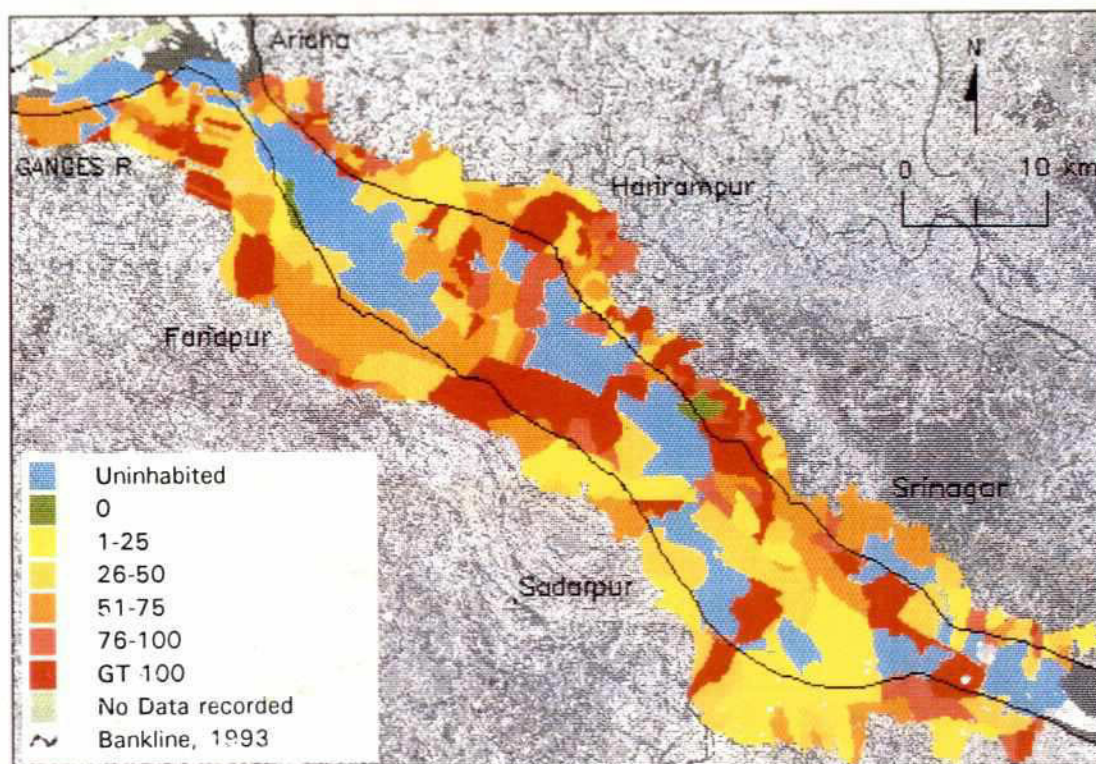 Aricha
N
GANGES R
0 10 km
Harirampur
Faridpur
Srinagar
Sadarpur
Uninhabited
0
1-25
26-50
51-75
76-100
GT 100
No Data recorded
Bankline, 1993